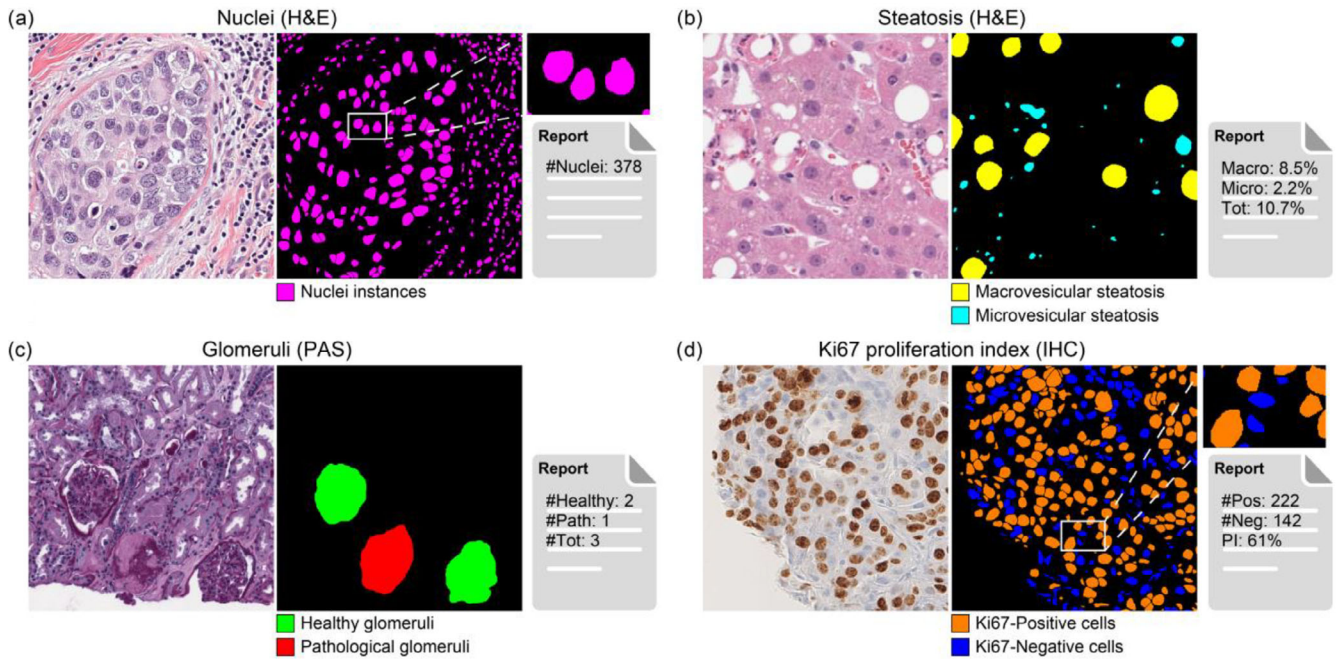 (a) Nuclei (H&E)
Report
#Nuclei: 378
Nuclei instances
(b) Steatosis (H&E)
Report
Macro: 8.5%
Micro: 2.2%
Tot: 10.7%
Macrovesicular steatosis
Microvesicular steatosis
(c) Glomeruli (PAS)
Report
#Healthy: 2
#Path: 1
#Tot: 3
Healthy glomeruli
Pathological glomeruli
(d) Ki67 proliferation index (IHC)
Report
#Pos: 222
#Neg: 142
PI: 61%
Ki67-Positive cells
Ki67-Negative cells